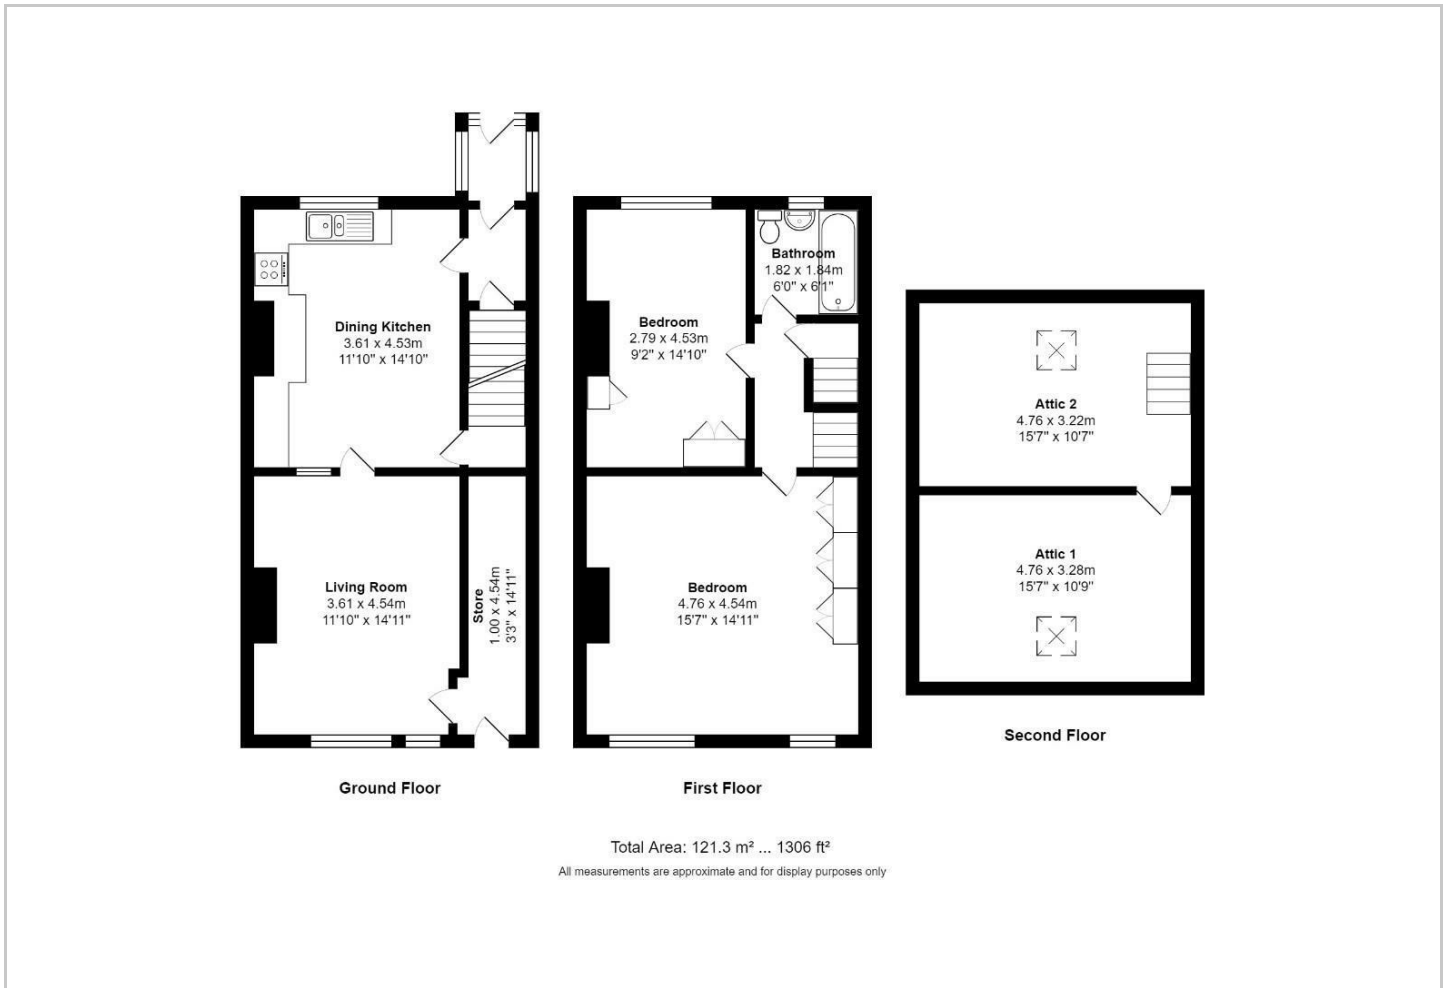 Dining Kitchen
3.61 x 4.53m
11'10" x 14'10"
Living Room
3.61 x 4.54m
11'10" x 14'11"
Store
1.00 x 4.54m
3'3" x 14'11"
Ground Floor
Bathroom
1.82 x 1.84m
6'0" x 6'1"
Bedroom
2.79 x 4.53m
9'2" x 14'10"
Bedroom
4.76 x 4.54m
15'7" x 14'11"
First Floor
Attic 2
4.76 x 3.22m
15'7" x 10'7"
Attic 1
4.76 x 3.28m
15'7" x 10'9"
Second Floor
Total Area: 121.3 m² ... 1306 ft²
All measurements are approximate and for display purposes only